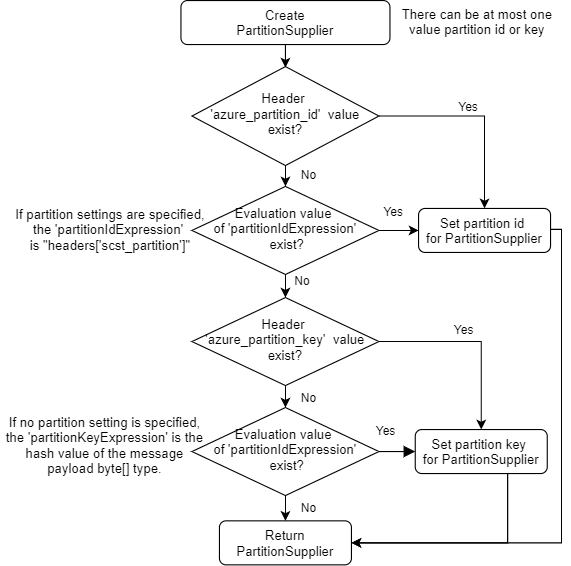 Create
PartitionSupplier
There can be at most one
value partition id or key
Header
'azure_partition_id'  value
exist?
Yes
No
If partition settings are specified,
the 'partitionIdExpression'
is "headers['scst_partition']"
Evaluation value
of 'partitionIdExpression'
exist?
Yes
Set partition id
for PartitionSupplier
No
Header
'azure_partition_key'  value
exist?
Yes
No
If no partition setting is specified,
the 'partitionKeyExpression' is the
hash value of the message
payload byte[] type.
Evaluation value
of 'partitionIdExpression'
exist?
Yes
Set partition key
for PartitionSupplier
No
Return
PartitionSupplier